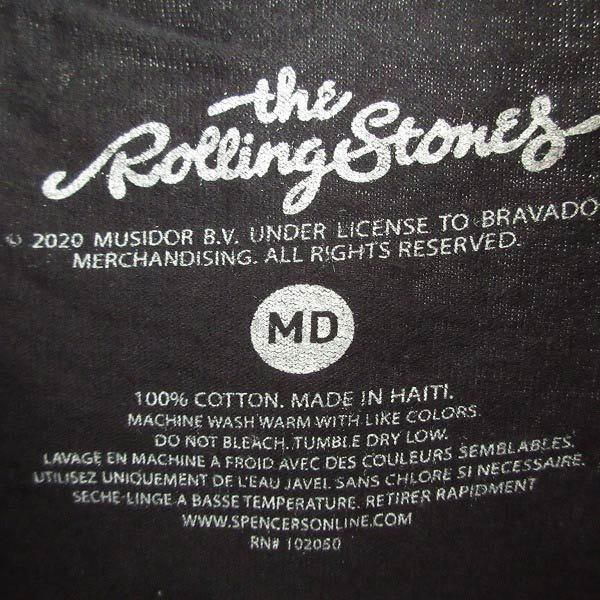 the
Rolling Stones
© 2020 MUSIDOR B.V. UNDER LICENSE TO BRAVADO
MERCHANDISING. ALL RIGHTS RESERVED.
MD
100% COTTON. MADE IN HAITI.
MACHINE WASH WARM WITH LIKE COLORS.
DO NOT BLEACH. TUMBLE DRY LOW.
LAVAGE EN MACHINE A FROID AVEC DES COULEURS SEMBLABLES.
UTILISEZ UNIQUEMENT DE L'EAU JAVEL SANS CHLORE SI NECESSAIRE.
SECHE-LINGE A BASSE TEMPERATURE. RETIRER RAPIDMENT
WWW.SPENCERSONLINE.COM
RN# 102050